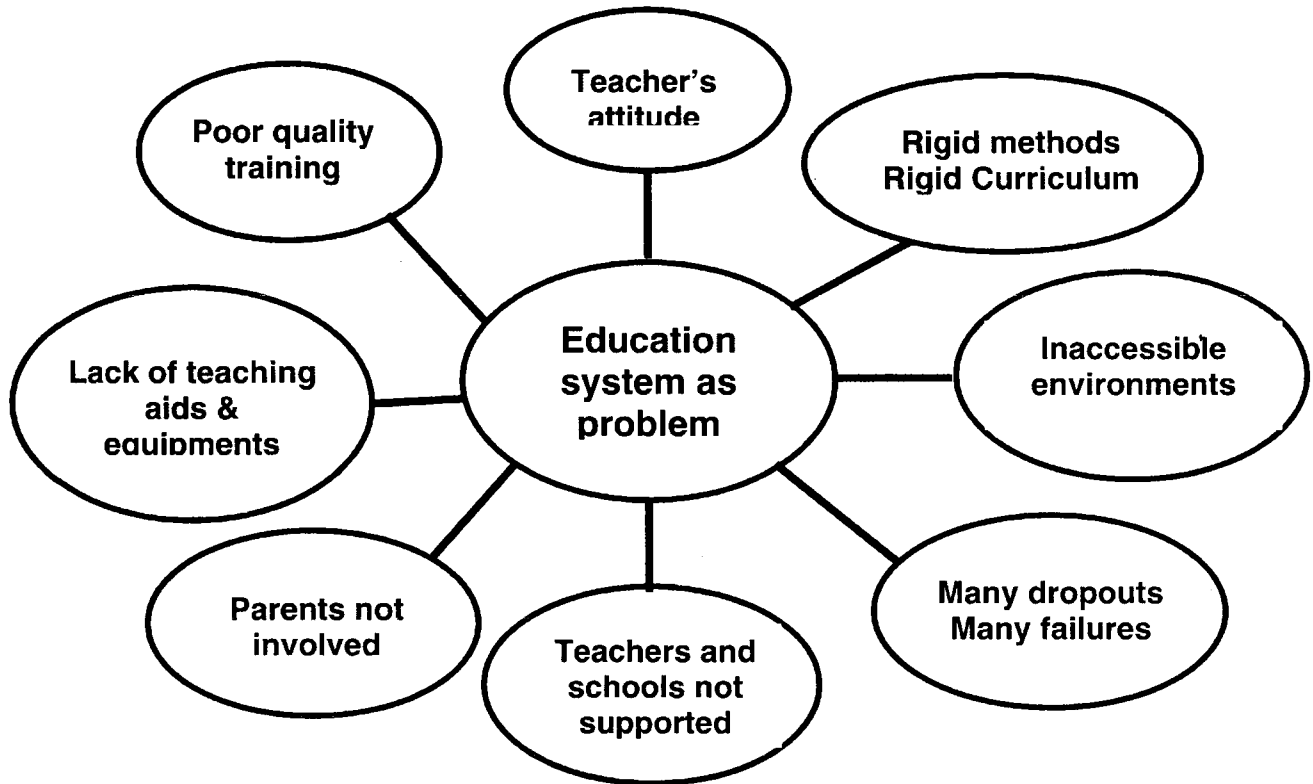 Teacher's
attitude
Poor quality
training
Rigid methods
Rigid Curriculum
Education
system as
problem
Inaccessible
environments
Lack of teaching
aids &
equipments
Many dropouts
Many failures
Parents not
involved
Teachers and
schools not
supported